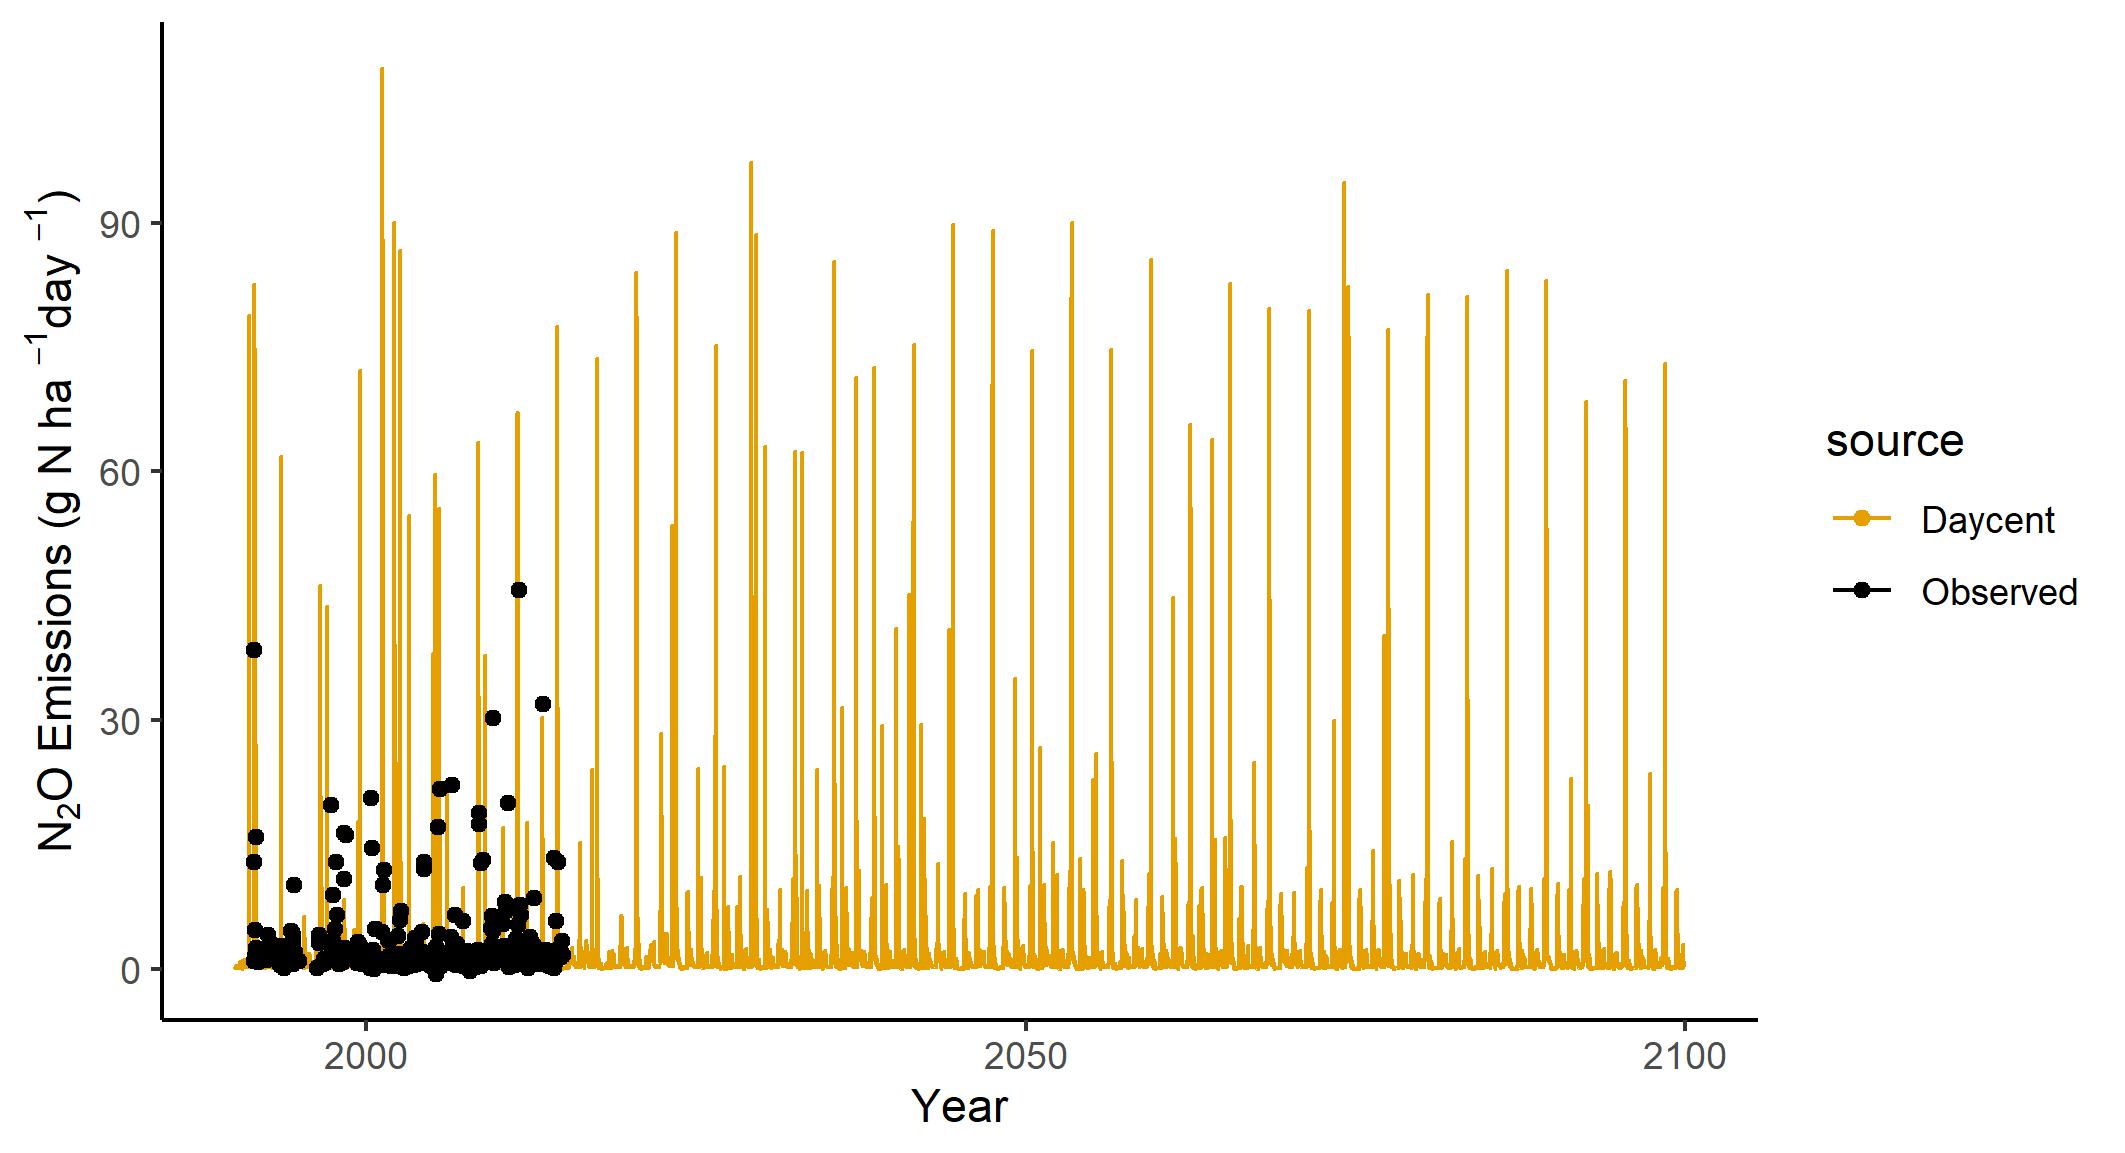 N₂O Emissions (g N ha ⁻¹day ⁻¹)
90
60
30
0
2000 2050 2100
Year
source
Daycent
Observed